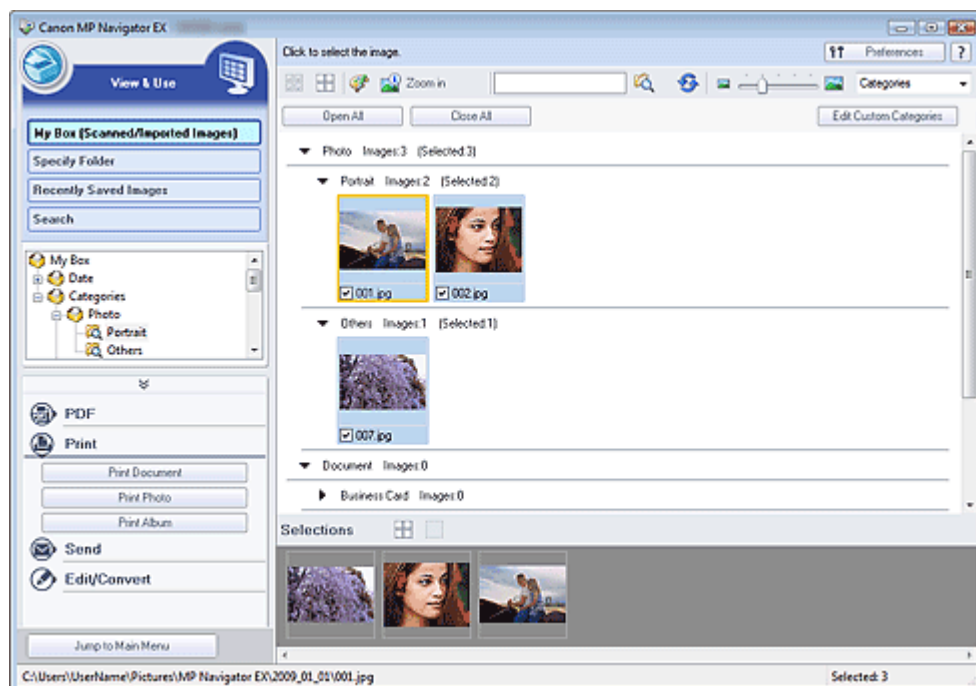 Canon MP Navigator EX
View & Use
Click to select the image.
Preferences
?
Zoom in
Categories
Open All
Close All
Edit Custom Categories
My Box (Scanned/Imported Images)
Specify Folder
Recently Saved Images
Search
My Box
Date
Categories
Photo
Portrait
Others
PDF
Print
Print Document
Print Photo
Print Album
Send
Edit/Convert
Jump to Main Menu
Photo Images:3 (Selected:3)
Portrait Images:2 (Selected:2)
001.jpg
002.jpg
Others Images:1 (Selected:1)
007.jpg
Document Images:0
Business Card Images:0
Selections
C:\Users\UserName\Pictures\MP Navigator EX\2009_01_01\001.jpg
Selected: 3